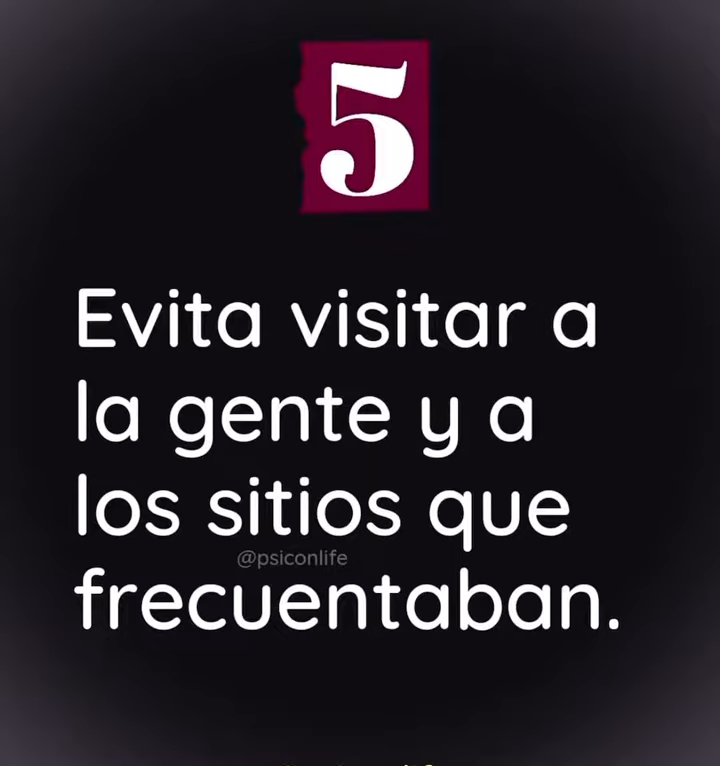 5
Evita visitar a
la gente y a
los sitios que
@psiconlife
frecuentaban.